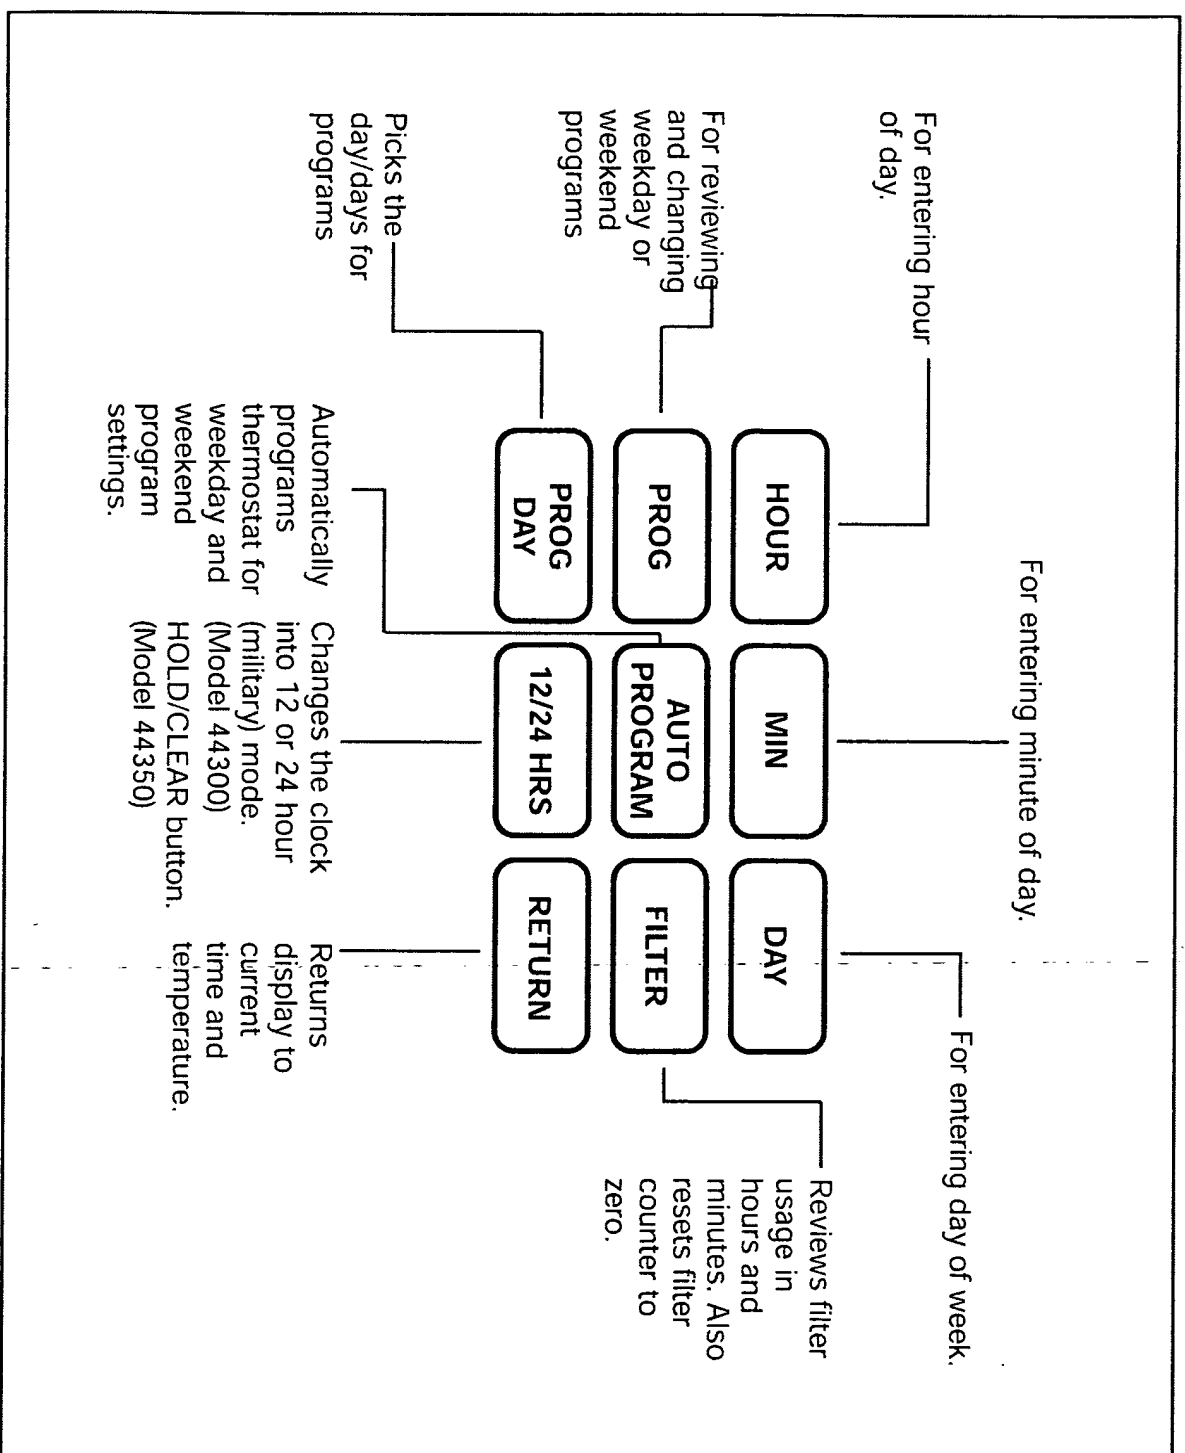 For entering minute of day.
For entering hour
of day.
For entering day of week.
HOUR
MIN
DAY
For reviewing
and changing
weekday or
weekend
programs
PROG
AUTO
PROGRAM
FILTER
Reviews filter
usage in
hours and
minutes. Also
resets filter
counter to
zero.
Picks the
day/days for
programs
PROG
DAY
12/24 HRS
RETURN
Automatically
programs
thermostat for
weekday and
weekend
program
settings.
Changes the clock
into 12 or 24 hour
(military) mode.
(Model 44300)
HOLD/CLEAR button.
(Model 44350)
Returns
display to
current
time and
temperature.